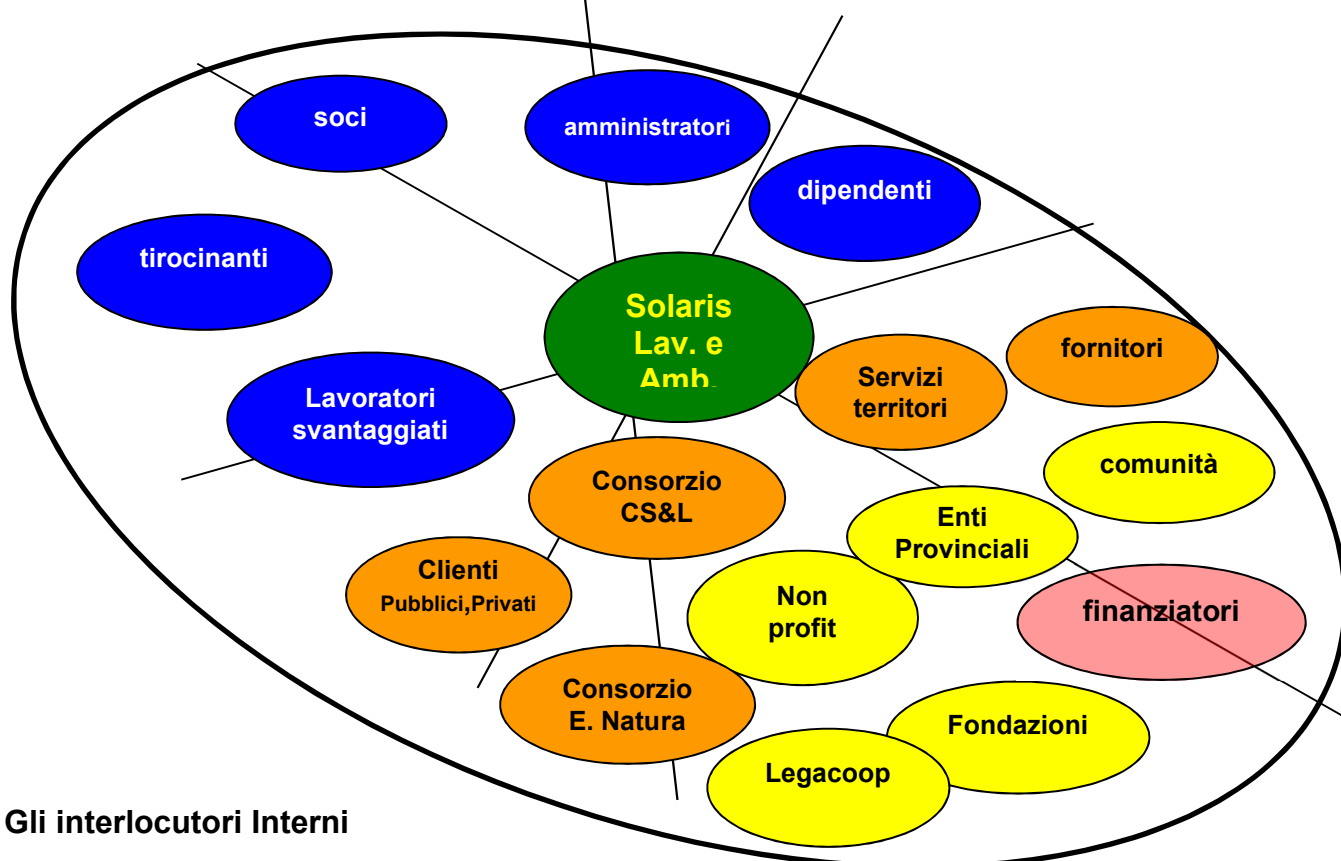 soci
amministratori
dipendenti
tirocinanti
Solaris
Lav. e
Amb.
fornitori
Servizi
territori
Lavoratori
svantaggiati
comunità
Consorzio
CS&L
Enti
Provinciali
Clienti
Pubblici,Privati
Non
profit
finanziatori
Consorzio
E. Natura
Fondazioni
Legacoop
Gli interlocutori Interni